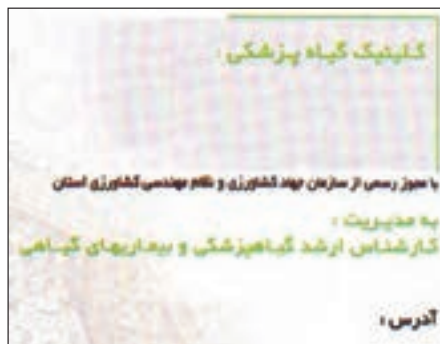 کلینیک گیاه پزشکی :
با مجوز رسمی از سازمان جهاد کشاورزی و نظام مهندسی کشاورزی استان
به مدیریت :
کارشناس ارشد گیاهپزشکی و بیماریهای گیاهی
آدرس :